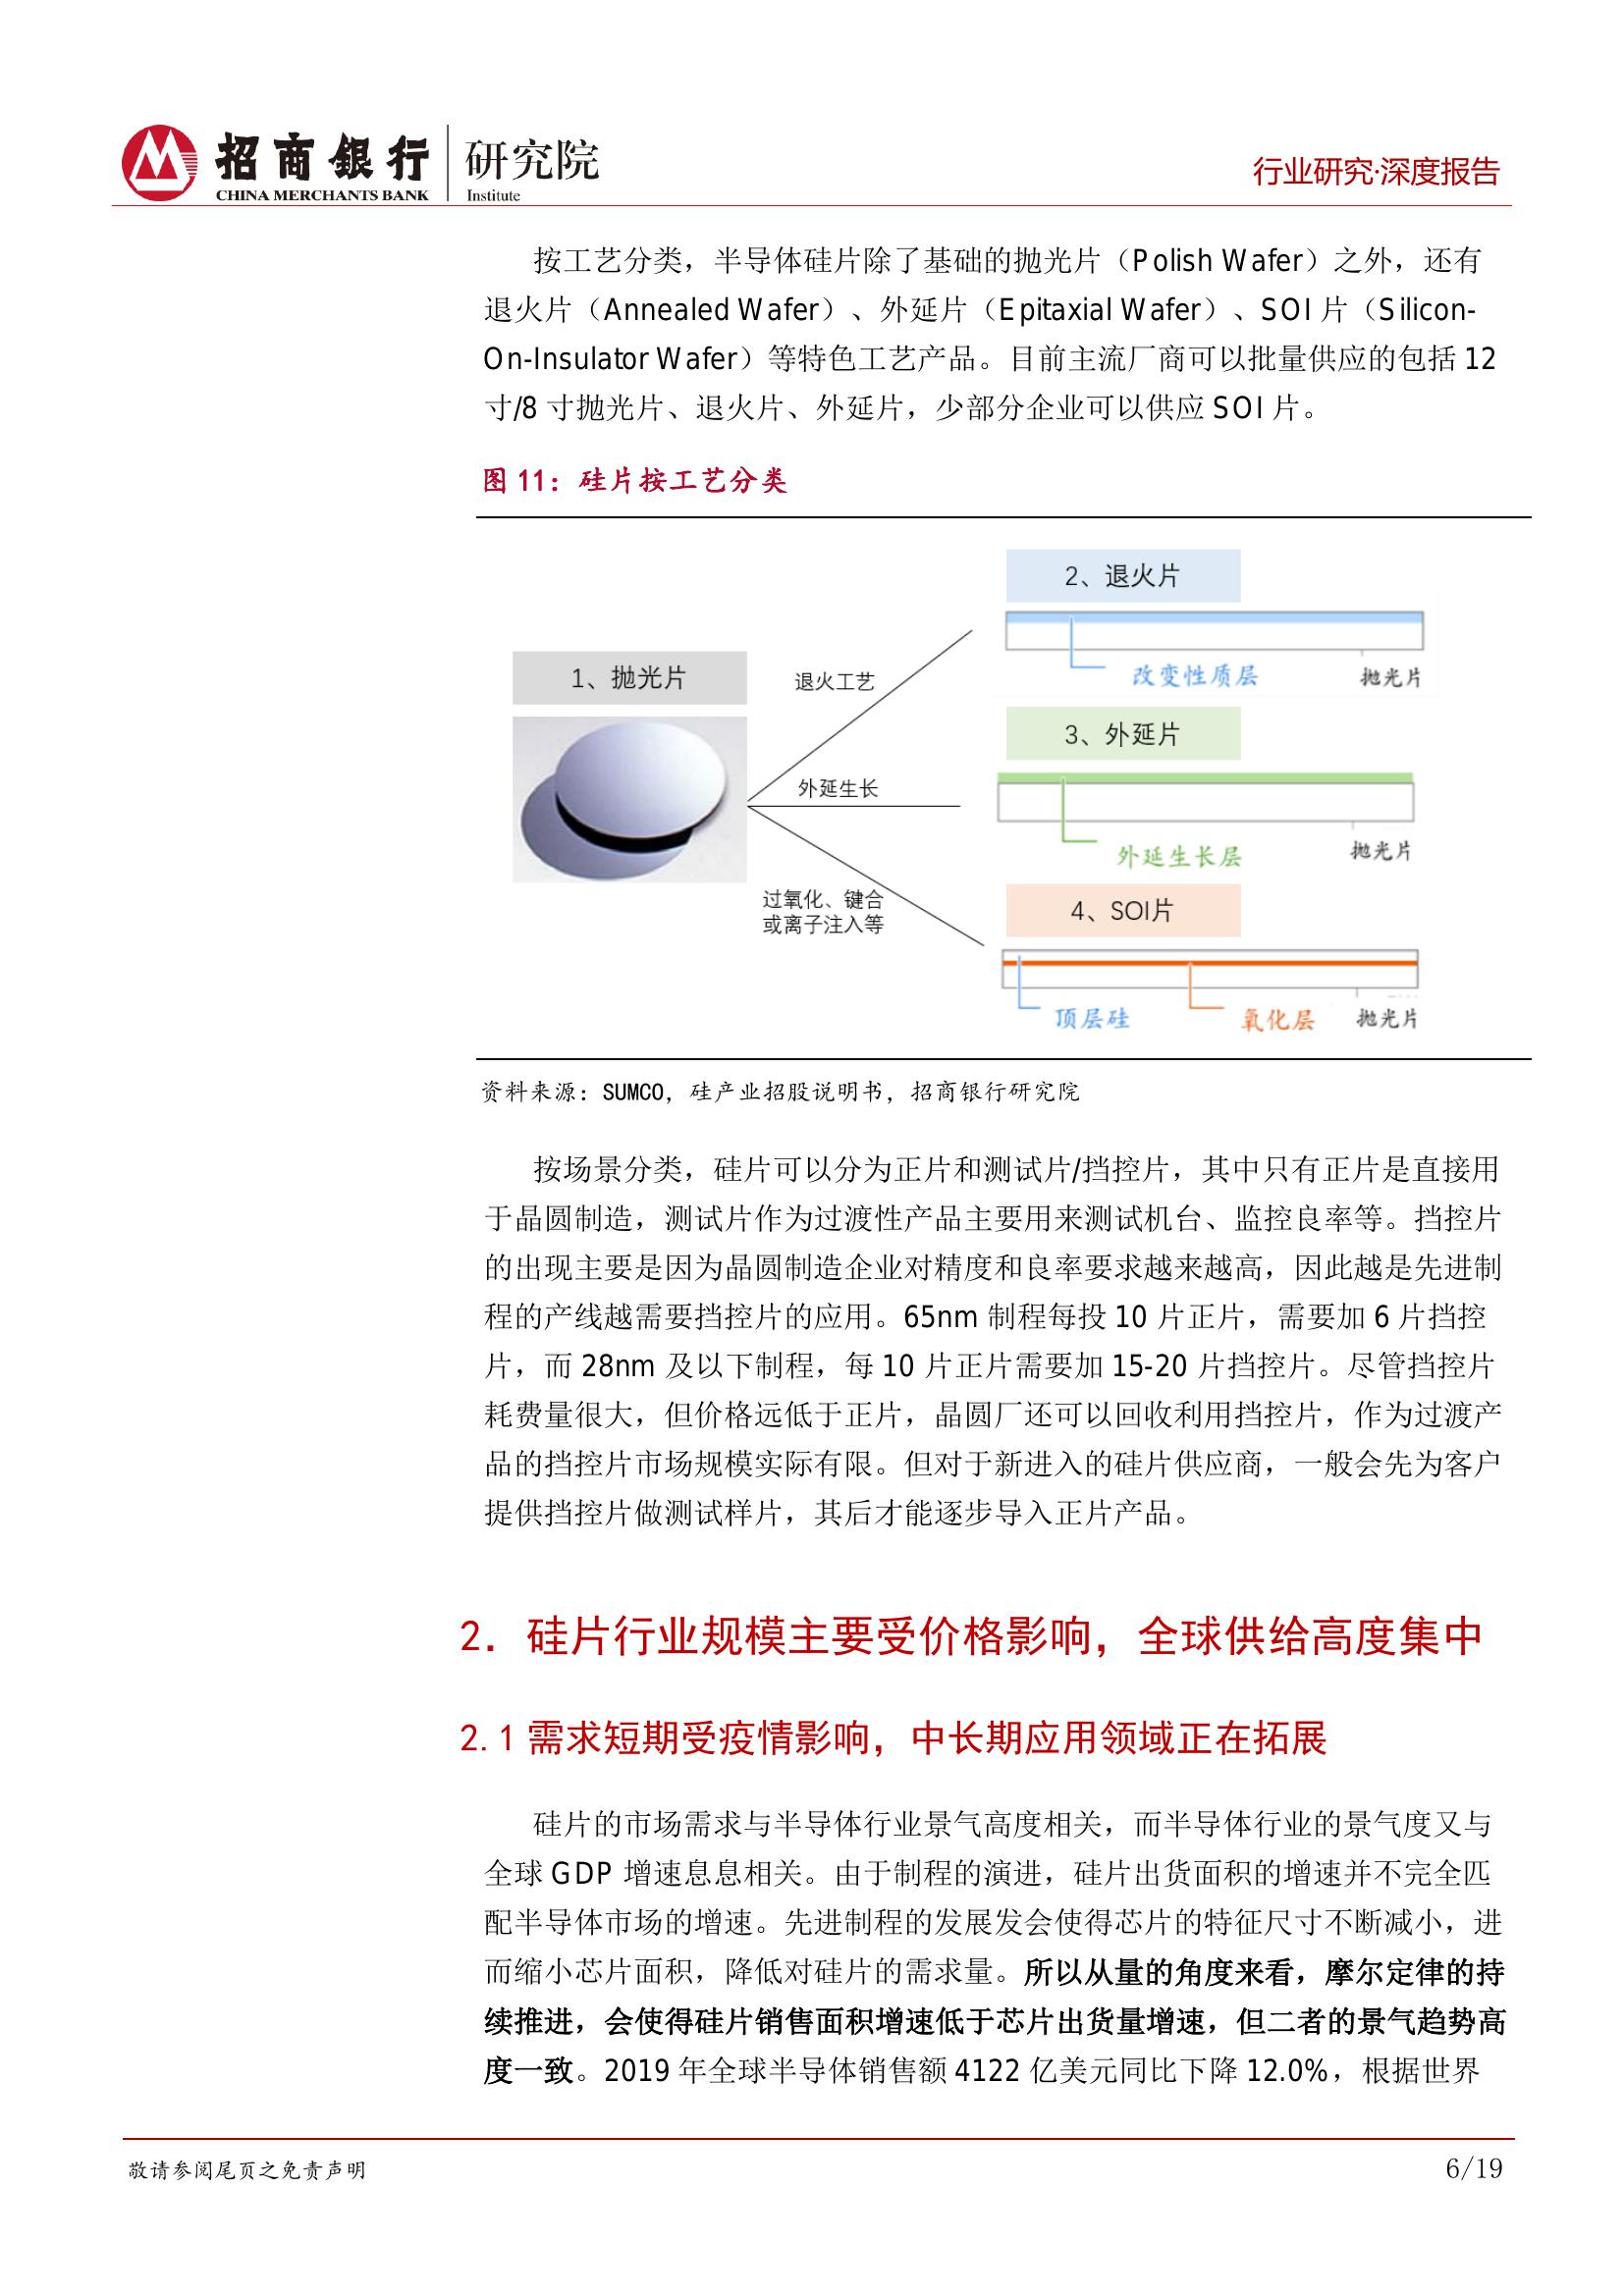 招商银行 研究院
CHINA MERCHANTS BANK Institute
行业研究·深度报告
按工艺分类，半导体硅片除了基础的抛光片（Polish Wafer）之外，还有
退火片（Annealed Wafer）、外延片（Epitaxial Wafer）、SOI 片（Silicon-
On-Insulator Wafer）等特色工艺产品。目前主流厂商可以批量供应的包括 12
寸/8 寸抛光片、退火片、外延片，少部分企业可以供应 SOI 片。
图 11：硅片按工艺分类
2、退火片
1、抛光片
退火工艺
改变性质层
抛光片
3、外延片
外延生长
外延生长层
抛光片
过氧化、键合
或离子注入等
4、SOI片
顶层硅
氧化层
抛光片
资料来源：SUMCO，硅产业招股说明书，招商银行研究院
按场景分类，硅片可以分为正片和测试片/挡控片，其中只有正片是直接用
于晶圆制造，测试片作为过渡性产品主要用来测试机台、监控良率等。挡控片
的出现主要是因为晶圆制造企业对精度和良率要求越来越高，因此越是先进制
程的产线越需要挡控片的应用。65nm 制程每投 10 片正片，需要加 6 片挡控
片，而 28nm 及以下制程，每 10 片正片需要加 15-20 片挡控片。尽管挡控片
耗费量很大，但价格远低于正片，晶圆厂还可以回收利用挡控片，作为过渡产
品的挡控片市场规模实际有限。但对于新进入的硅片供应商，一般会先为客户
提供挡控片做测试样片，其后才能逐步导入正片产品。
2. 硅片行业规模主要受价格影响，全球供给高度集中
2.1 需求短期受疫情影响，中长期应用领域正在拓展
硅片的市场需求与半导体行业景气高度相关，而半导体行业的景气度又与
全球 GDP 增速息息相关。由于制程的演进，硅片出货面积的增速并不完全匹
配半导体市场的增速。先进制程的发展发会使得芯片的特征尺寸不断减小，进
而缩小芯片面积，降低对硅片的需求量。所以从量的角度来看，摩尔定律的持
续推进，会使得硅片销售面积增速低于芯片出货量增速，但二者的景气趋势高
度一致。2019 年全球半导体销售额 4122 亿美元同比下降 12.0%，根据世界
敬请参阅尾页之免责声明
6/19